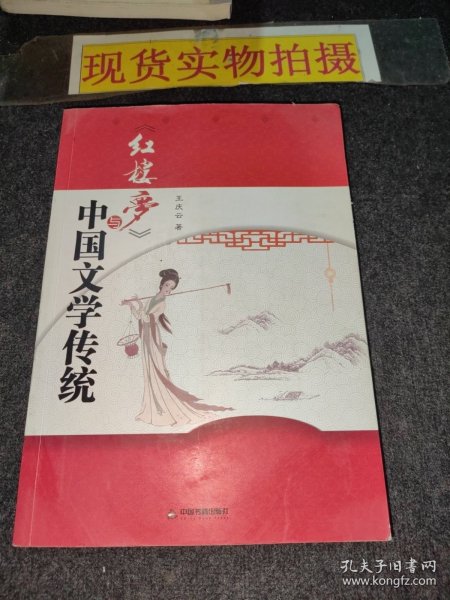 现货实物拍摄
《红楼梦》
与
中国文学传统
王庆云 著
中国书籍出版社
孔夫子旧书网
www.kongfz.com